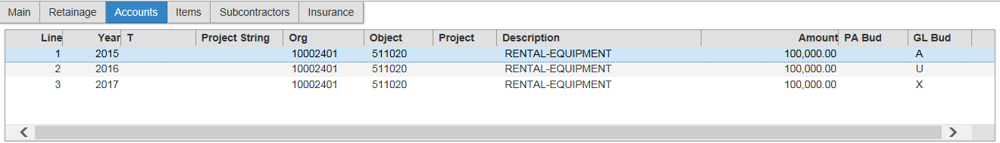 Main Retainage Accounts Items Subcontractors Insurance
Line Year T Project String Org Object Project Description Amount PA Bud GL Bud
1 2015 10002401 511020 RENTAL-EQUIPMENT 100,000.00 A
2 2016 10002401 511020 RENTAL-EQUIPMENT 100,000.00 U
3 2017 10002401 511020 RENTAL-EQUIPMENT 100,000.00 X